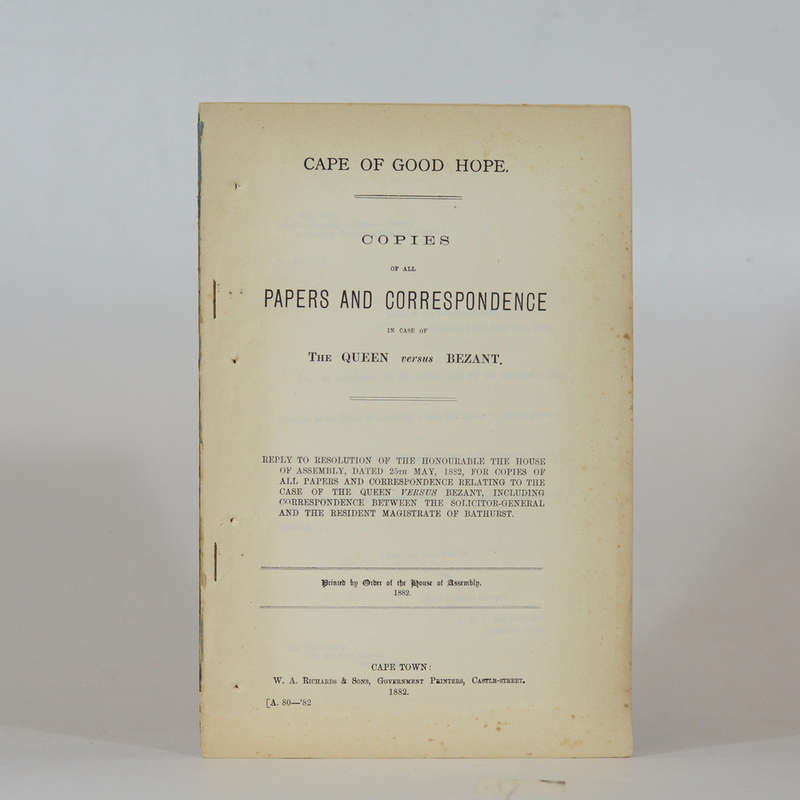 CAPE OF GOOD HOPE.
COPIES
OF ALL
PAPERS AND CORRESPONDENCE
IN CASE OF
THE QUEEN versus BEZANT.
REPLY TO RESOLUTION OF THE HONOURABLE THE HOUSE
OF ASSEMBLY, DATED 25TH MAY, 1882, FOR COPIES OF
ALL PAPERS AND CORRESPONDENCE RELATING TO THE
CASE OF THE QUEEN VERSUS BEZANT, INCLUDING
CORRESPONDENCE BETWEEN THE SOLICITOR-GENERAL
AND THE RESIDENT MAGISTRATE OF BATHURST.
Printed by Order of the House of Assembly.
1882.
CAPE TOWN:
W. A. RICHARDS & SONS, GOVERNMENT PRINTERS, CASTLE-STREET.
1882.
[A. 80—'82